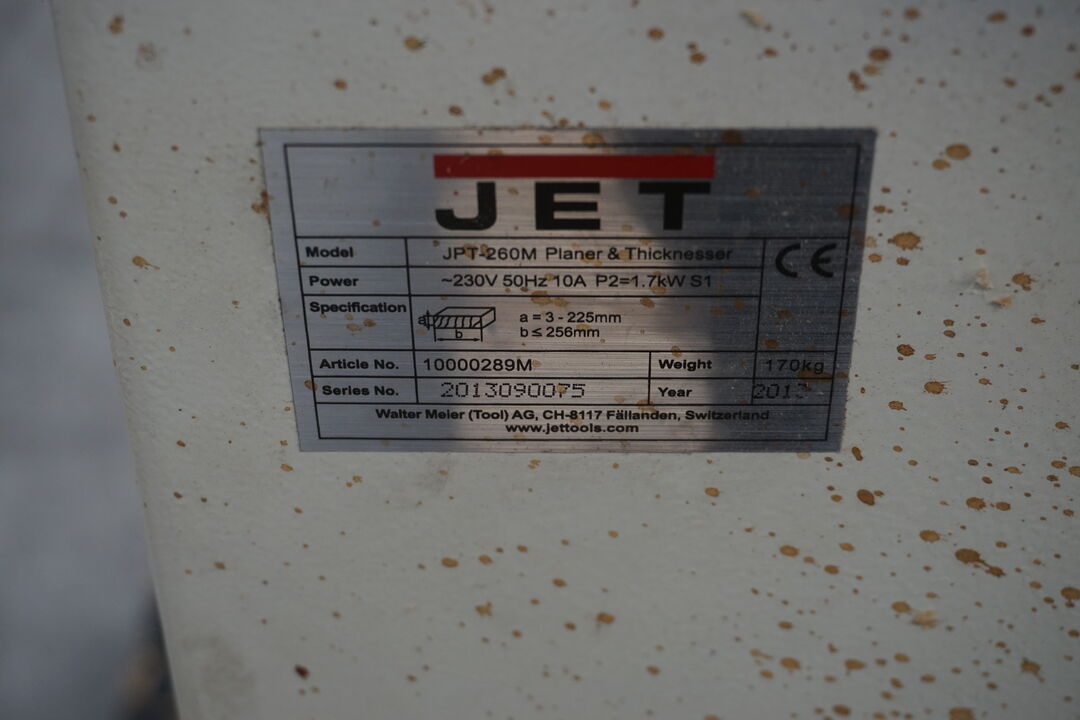 JET
Model JPT-260M Planer & Thicknesser CE
Power ~230V 50Hz 10A P2=1.7kW S1
Specification a b a = 3 - 225mm
b ≤ 256mm
Article No. 10000289M Weight 170kg
Series No. 2013090075 Year 2013
Walter Meier (Tool) AG, CH-8117 Fällanden, Switzerland
www.jettools.com